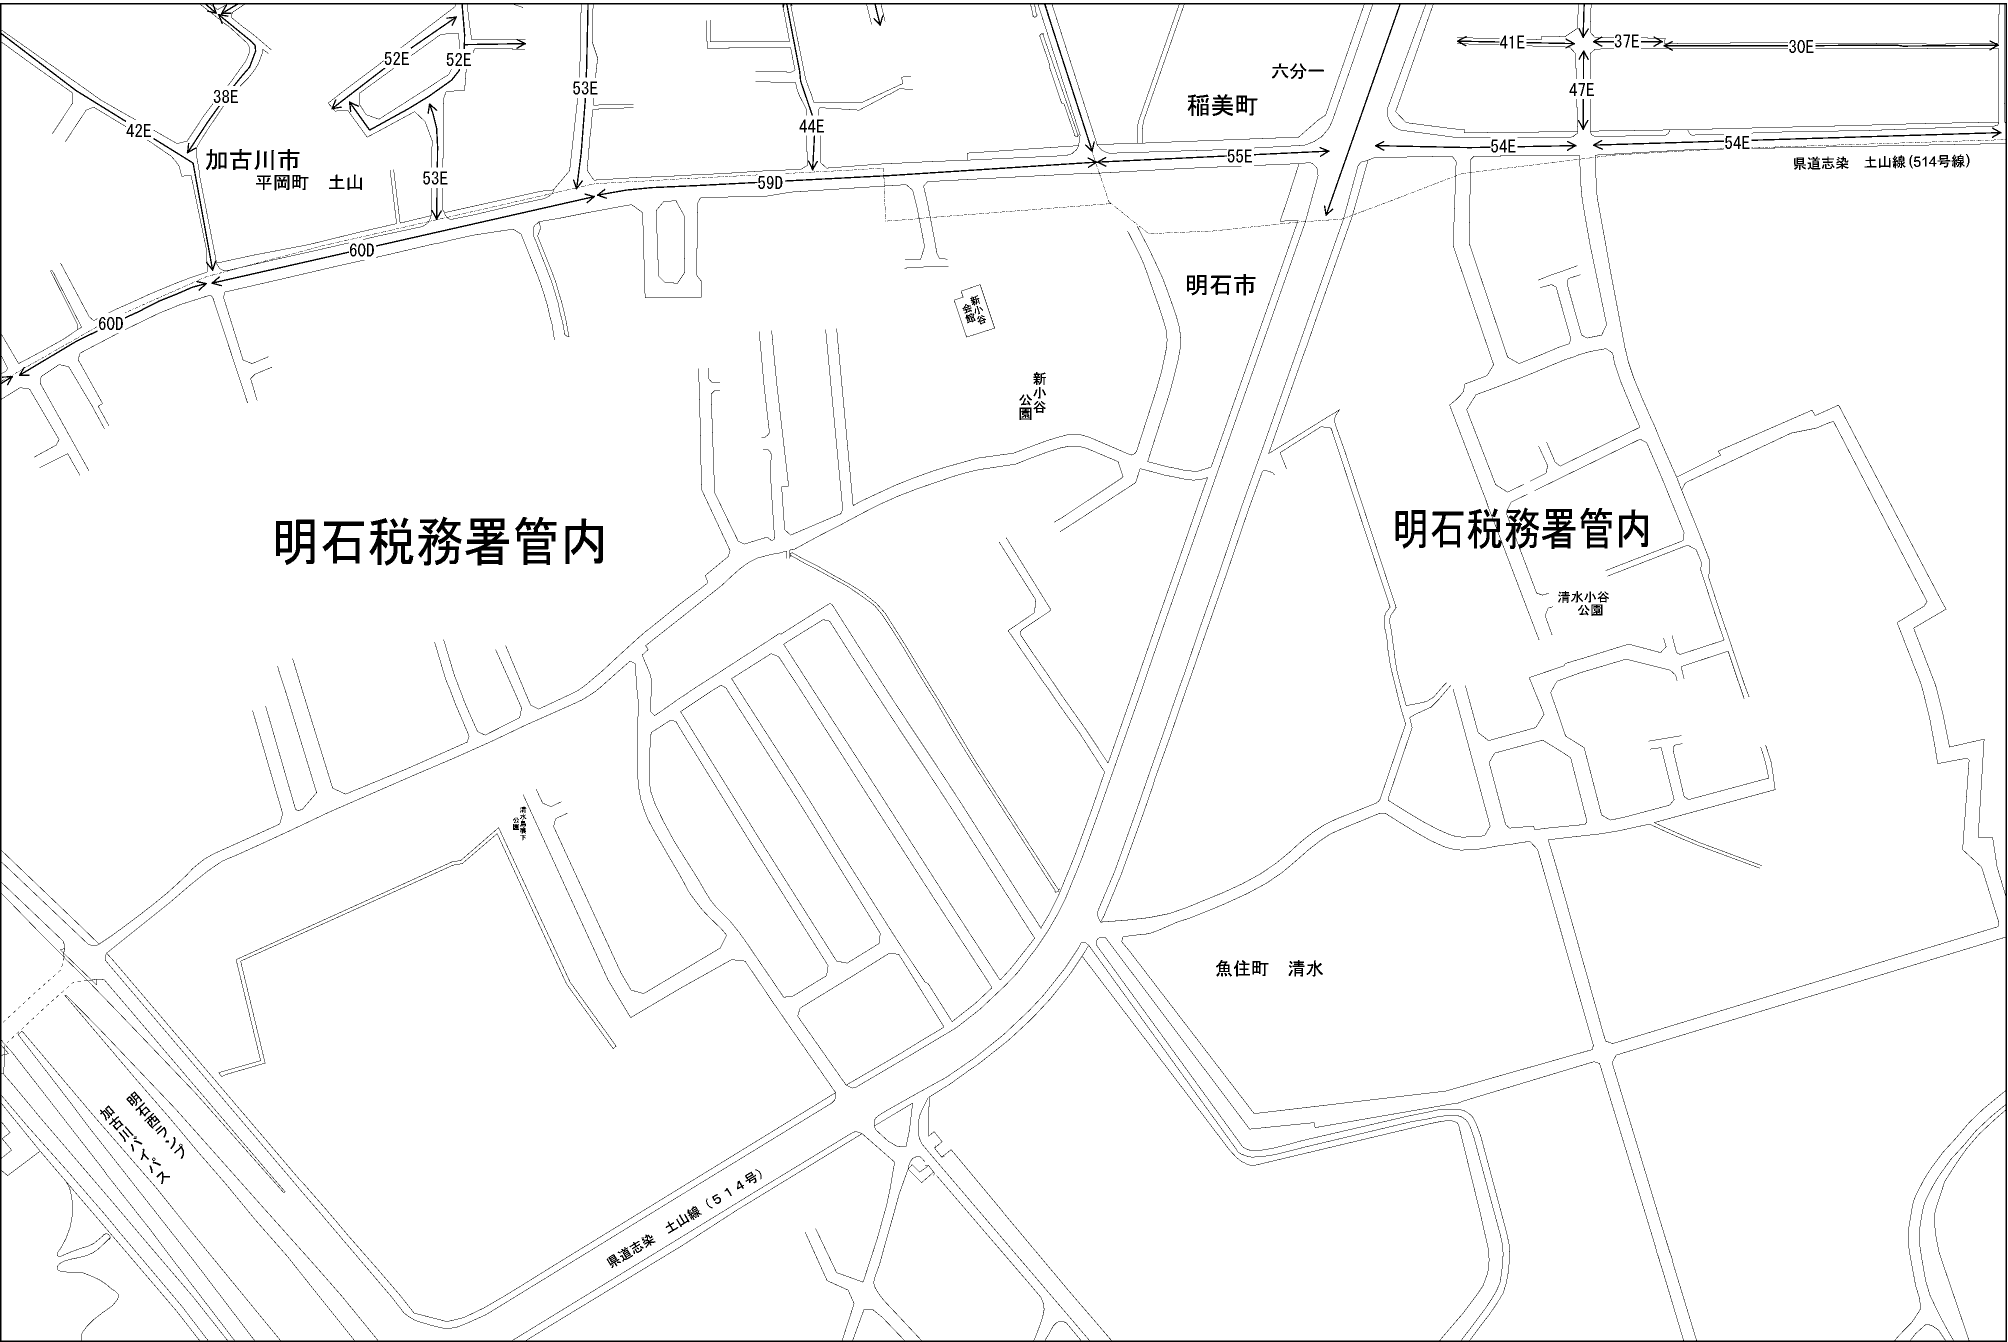 41E
37E
30E
52E
52E
六分一
53E
47E
38E
稲美町
44E
42E
54E
54E
55E
加古川市
県道志染　土山線(514号線)
平岡町　土山
53E
59D
60D
明石市
新小谷
会館
60D
新小谷
公園
明石税務署管内
明石税務署管内
清水小谷
公園
魚住町　清水
明石西ランプ
加古川バイパス
県道志染　土山線（５１４号）